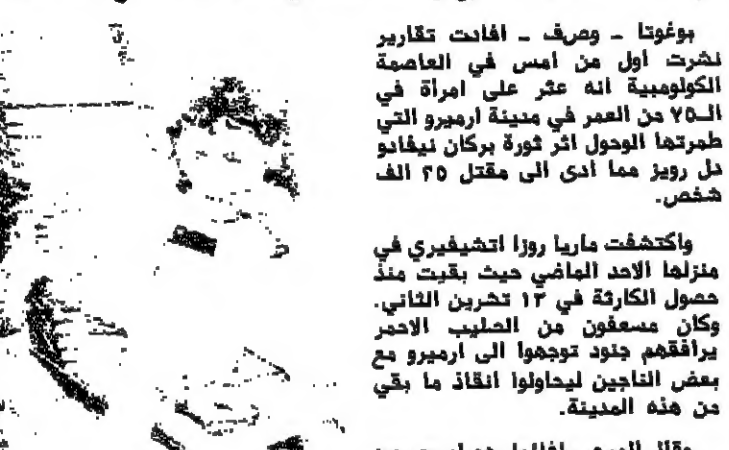 بوغوتا - وصرف - افادت تقارير
نشرت اول من امس في العاصمة
الكولومبية انه عثر على امرأة في
الـ٧٥ من العمر في مدينة ارميرو التي
طمرتها الوحول اثر ثورة بركان نيفادو
دل رويز مما ادى الى مقتل ٢٥ الف
شخص.
واكتشفت ماريا روزا اتشيفيري في
منزلها الاحد الماضي حيث بقيت منذ
حصول الكارثة في ١٣ تشرين الثاني.
وكان مسعفون من الصليب الاحمر
يرافقهم جنود توجهوا الى ارميرو مع
بعض الناجين ليحاولوا انقاذ ما بقي
من هذه المدينة.